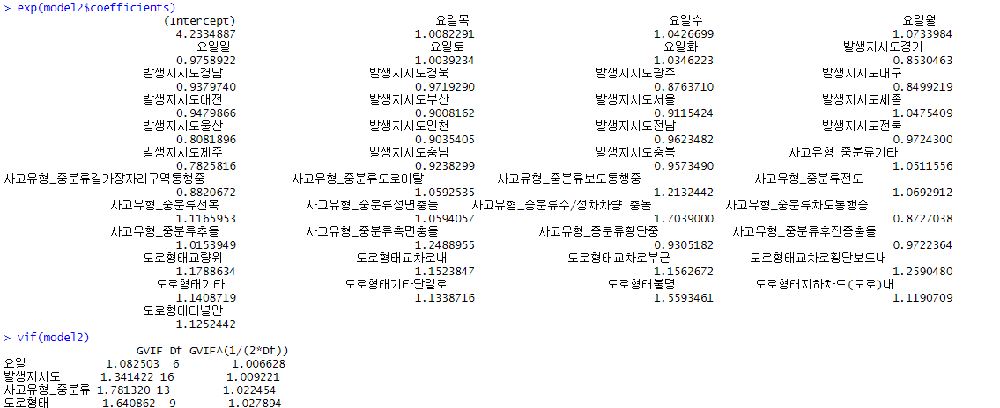 > exp(model2$coefficients)
(Intercept) 요일목 요일수 요일월
4.2334887 1.0082291 1.0426699 1.0733984
요일일 요일토 요일화 발생지시도경기
0.9758922 1.0039234 1.0346223 0.8530463
발생지시도경남 발생지시도경북 발생지시도광주 발생지시도대구
0.9379740 0.9719290 0.8763710 0.8499219
발생지시도대전 발생지시도부산 발생지시도서울 발생지시도세종
0.9479866 0.9008162 0.9115424 1.0475409
발생지시도울산 발생지시도인천 발생지시도전남 발생지시도전북
0.8081896 0.9035405 0.9623482 0.9724300
발생지시도제주 발생지시도충남 발생지시도충북 사고유형_중분류기타
0.7825816 0.9238299 0.9573490 1.0511556
사고유형_중분류길가장자리구역통행중 사고유형_중분류도로이탈 사고유형_중분류보도통행중 사고유형_중분류전도
0.8820672 1.0592535 1.2132442 1.0692912
사고유형_중분류전복 사고유형_중분류정면충돌 사고유형_중분류주/정차차량 충돌 사고유형_중분류차도통행중
1.1165953 1.0594057 1.7039000 0.8727038
사고유형_중분류추돌 사고유형_중분류측면충돌 사고유형_중분류횡단중 사고유형_중분류후진중충돌
1.0153949 1.2488955 0.9305182 0.9722364
도로형태교량위 도로형태교차로내 도로형태교차로부근 도로형태교차로횡단보도내
1.1788634 1.1523847 1.1562672 1.2590480
도로형태기타 도로형태기타단일로 도로형태불명 도로형태지하차도(도로)내
1.1408719 1.1338716 1.5593461 1.1190709
도로형태터널안
1.1252442
> vif(model2)
GVIF Df GVIF^(1/(2*Df))
요일 1.082503 6 1.006628
발생지시도 1.341422 16 1.009221
사고유형_중분류 1.781320 13 1.022454
도로형태 1.640862 9 1.027894